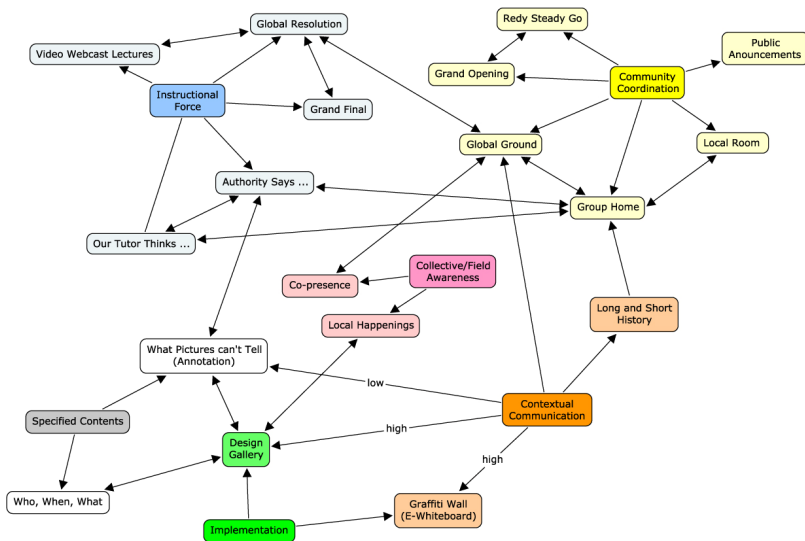 Redy Steady Go
Global Resolution
Public
Anouncements
Video Webcast Lectures
Grand Opening
Community
Coordination
Instructional
Force
Grand Final
Global Ground
Local Room
Authority Says ...
Group Home
Our Tutor Thinks ...
Collective/Field
Awareness
Co-presence
Long and Short
History
Local Happenings
What Pictures can't Tell
(Annotation)
low
Contextual
Communication
Specified Contents
high
Design
Gallery
high
Who, When, What
Graffiti Wall
(E-Whiteboard)
Implementation